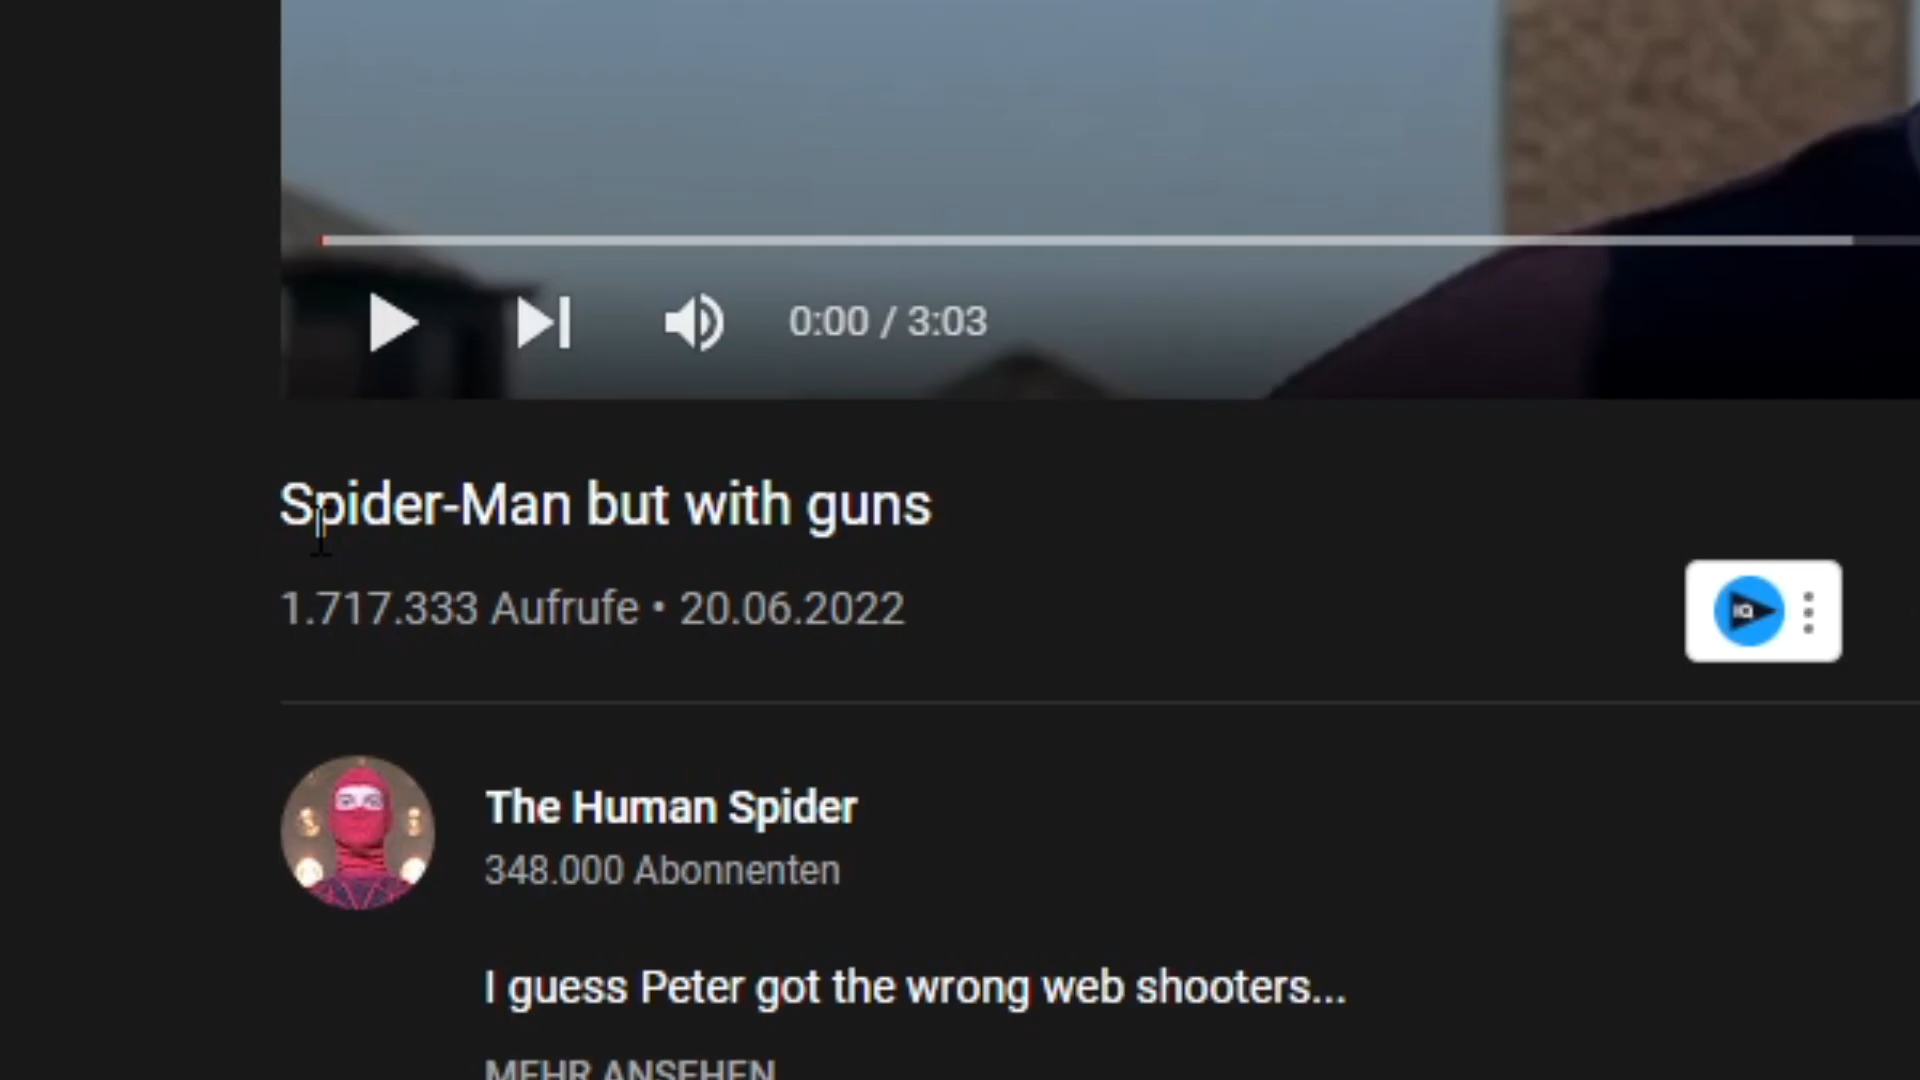 0:00 / 3:03
Spider-Man but with guns
1.717.333 Aufrufe • 20.06.2022
IQ
The Human Spider
348.000 Abonnenten
I guess Peter got the wrong web shooters...
MEHR ANSEHEN